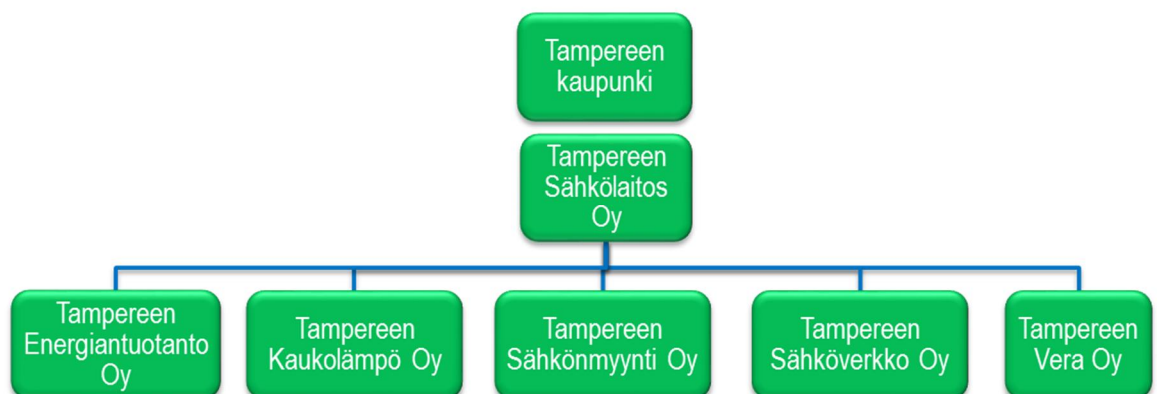 Tampereen
kaupunki
Tampereen
Sähkölaitos
Oy
Tampereen
Energiantuotanto
Oy
Tampereen
Kaukolämpö Oy
Tampereen
Sähkönmyynti Oy
Tampereen
Sähköverkko Oy
Tampereen
Vera Oy